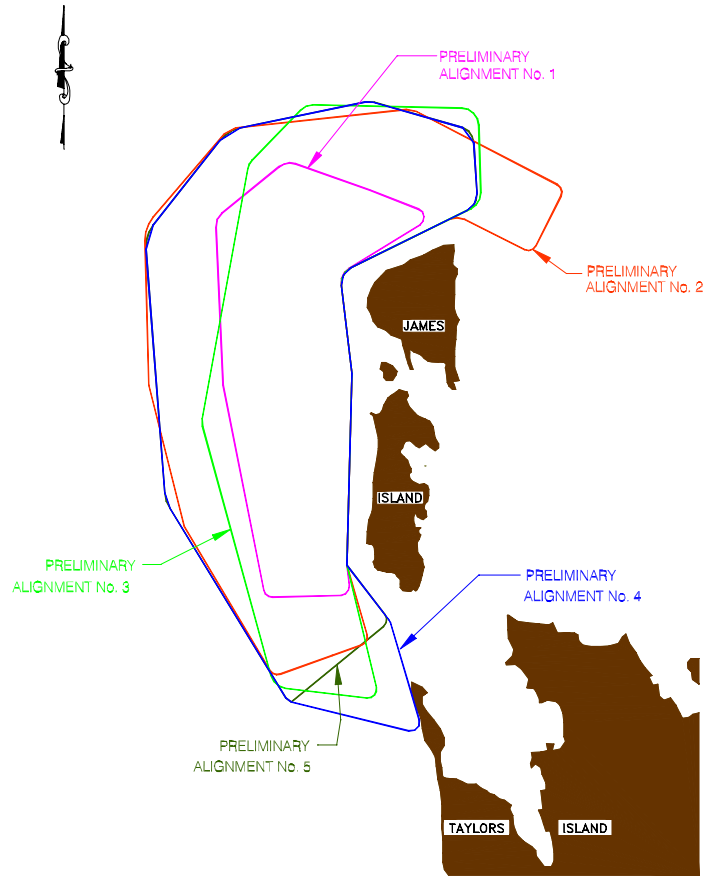 PRELIMINARY
ALIGNMENT No. 1
PRELIMINARY
ALIGNMENT No. 2
JAMES
ISLAND
PRELIMINARY
ALIGNMENT No. 3
PRELIMINARY
ALIGNMENT No. 4
PRELIMINARY
ALIGNMENT No. 5
TAYLORS ISLAND